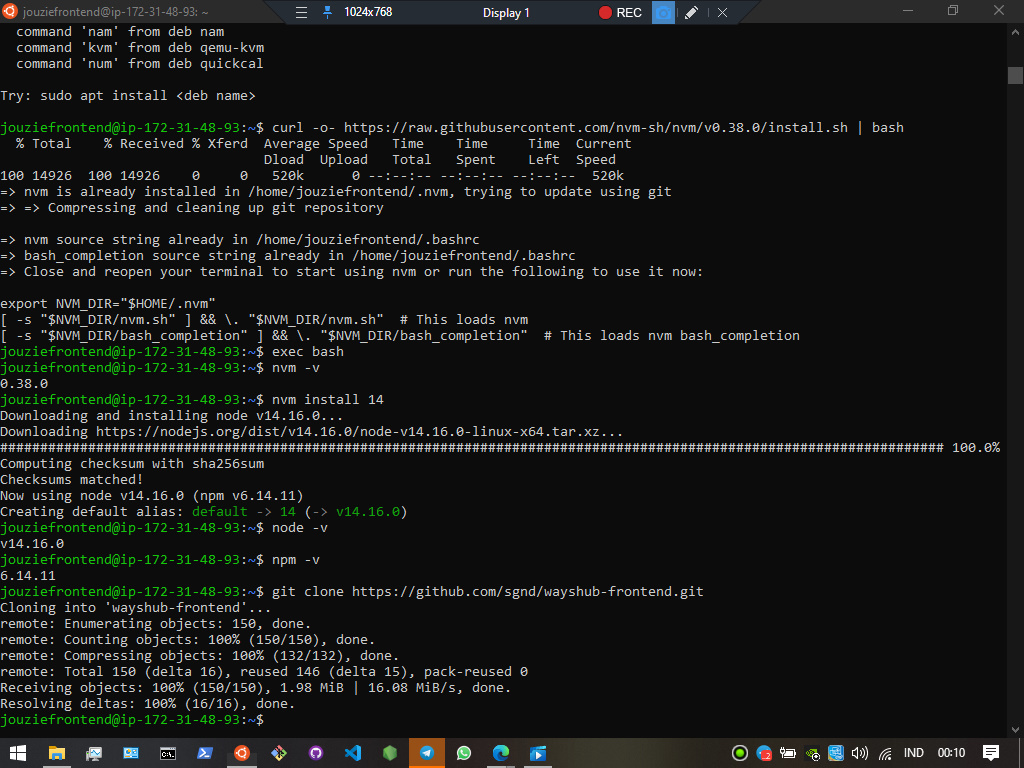 jouziefrontend@ip-172-31-48-93: ~
1024x768
Display 1
REC
command 'nam' from deb nam
command 'kvm' from deb qemu-kvm
command 'num' from deb quickcal
Try: sudo apt install <deb name>
jouziefrontend@ip-172-31-48-93:~$ curl -o- https://raw.githubusercontent.com/nvm-sh/nvm/v0.38.0/install.sh | bash
% Total    % Received % Xferd  Average Speed   Time    Time     Time  Current
Dload  Upload   Total   Spent    Left  Speed
100 14926  100 14926    0     0   520k      0 --:--:-- --:--:-- --:--:--  520k
=> nvm is already installed in /home/jouziefrontend/.nvm, trying to update using git
=> => Compressing and cleaning up git repository
=> nvm source string already in /home/jouziefrontend/.bashrc
=> bash_completion source string already in /home/jouziefrontend/.bashrc
=> Close and reopen your terminal to start using nvm or run the following to use it now:
export NVM_DIR="$HOME/.nvm"
[ -s "$NVM_DIR/nvm.sh" ] && \. "$NVM_DIR/nvm.sh"  # This loads nvm
[ -s "$NVM_DIR/bash_completion" ] && \. "$NVM_DIR/bash_completion"  # This loads nvm bash_completion
jouziefrontend@ip-172-31-48-93:~$ exec bash
jouziefrontend@ip-172-31-48-93:~$ nvm -v
0.38.0
jouziefrontend@ip-172-31-48-93:~$ nvm install 14
Downloading and installing node v14.16.0...
Downloading https://nodejs.org/dist/v14.16.0/node-v14.16.0-linux-x64.tar.xz...
###################################################################################################################### 100.0%
Computing checksum with sha256sum
Checksums matched!
Now using node v14.16.0 (npm v6.14.11)
Creating default alias: default -> 14 (-> v14.16.0)
jouziefrontend@ip-172-31-48-93:~$ node -v
v14.16.0
jouziefrontend@ip-172-31-48-93:~$ npm -v
6.14.11
jouziefrontend@ip-172-31-48-93:~$ git clone https://github.com/sgnd/wayshub-frontend.git
Cloning into 'wayshub-frontend'...
remote: Enumerating objects: 150, done.
remote: Counting objects: 100% (150/150), done.
remote: Compressing objects: 100% (132/132), done.
remote: Total 150 (delta 16), reused 146 (delta 15), pack-reused 0
Receiving objects: 100% (150/150), 1.98 MiB | 16.08 MiB/s, done.
Resolving deltas: 100% (16/16), done.
jouziefrontend@ip-172-31-48-93:~$
IND
00:10